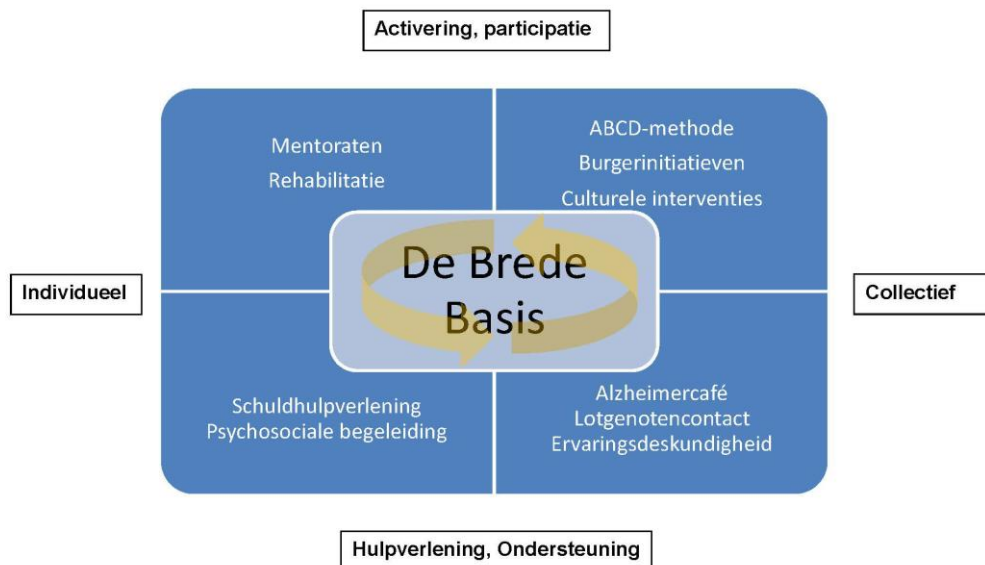 Activering, participatie
Mentoraten
Rehabilitatie
ABCD-methode
Burgerinitiatieven
Culturele interventies
Individueel
De Brede
Basis
Collectief
Schuldhulpverlening
Psychosociale begeleiding
Alzheimercafé
Lotgenotencontact
Ervaringsdeskundigheid
Hulpverlening, Ondersteuning